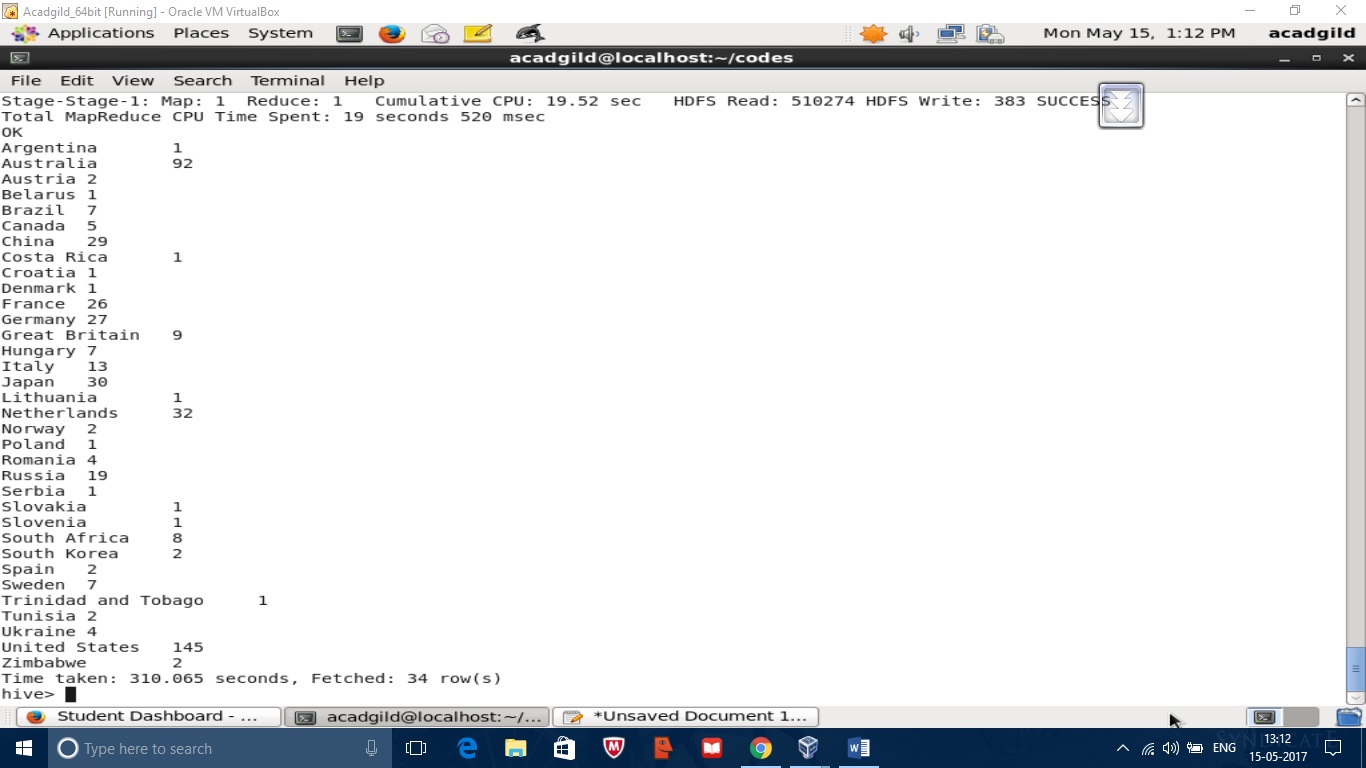 Acadgild_64bit [Running] - Oracle VM VirtualBox
Applications Places System Mon May 15, 1:12 PM acadgild
acadgild@localhost:~/codes
File Edit View Search Terminal Help
Stage-Stage-1: Map: 1 Reduce: 1 Cumulative CPU: 19.52 sec HDFS Read: 510274 HDFS Write: 383 SUCCESS
Total MapReduce CPU Time Spent: 19 seconds 520 msec
OK
Argentina 1
Australia 92
Austria 2
Belarus 1
Brazil 7
Canada 5
China 29
Costa Rica 1
Croatia 1
Denmark 1
France 26
Germany 27
Great Britain 9
Hungary 7
Italy 13
Japan 30
Lithuania 1
Netherlands 32
Norway 2
Poland 1
Romania 4
Russia 19
Serbia 1
Slovakia 1
Slovenia 1
South Africa 8
South Korea 2
Spain 2
Sweden 7
Trinidad and Tobago 1
Tunisia 2
Ukraine 4
United States 145
Zimbabwe 2
Time taken: 310.065 seconds, Fetched: 34 row(s)
hive>
Student Dashboard - ... acadgild@localhost:~/... *Unsaved Document 1...
Type here to search ENG 13:12
15-05-2017